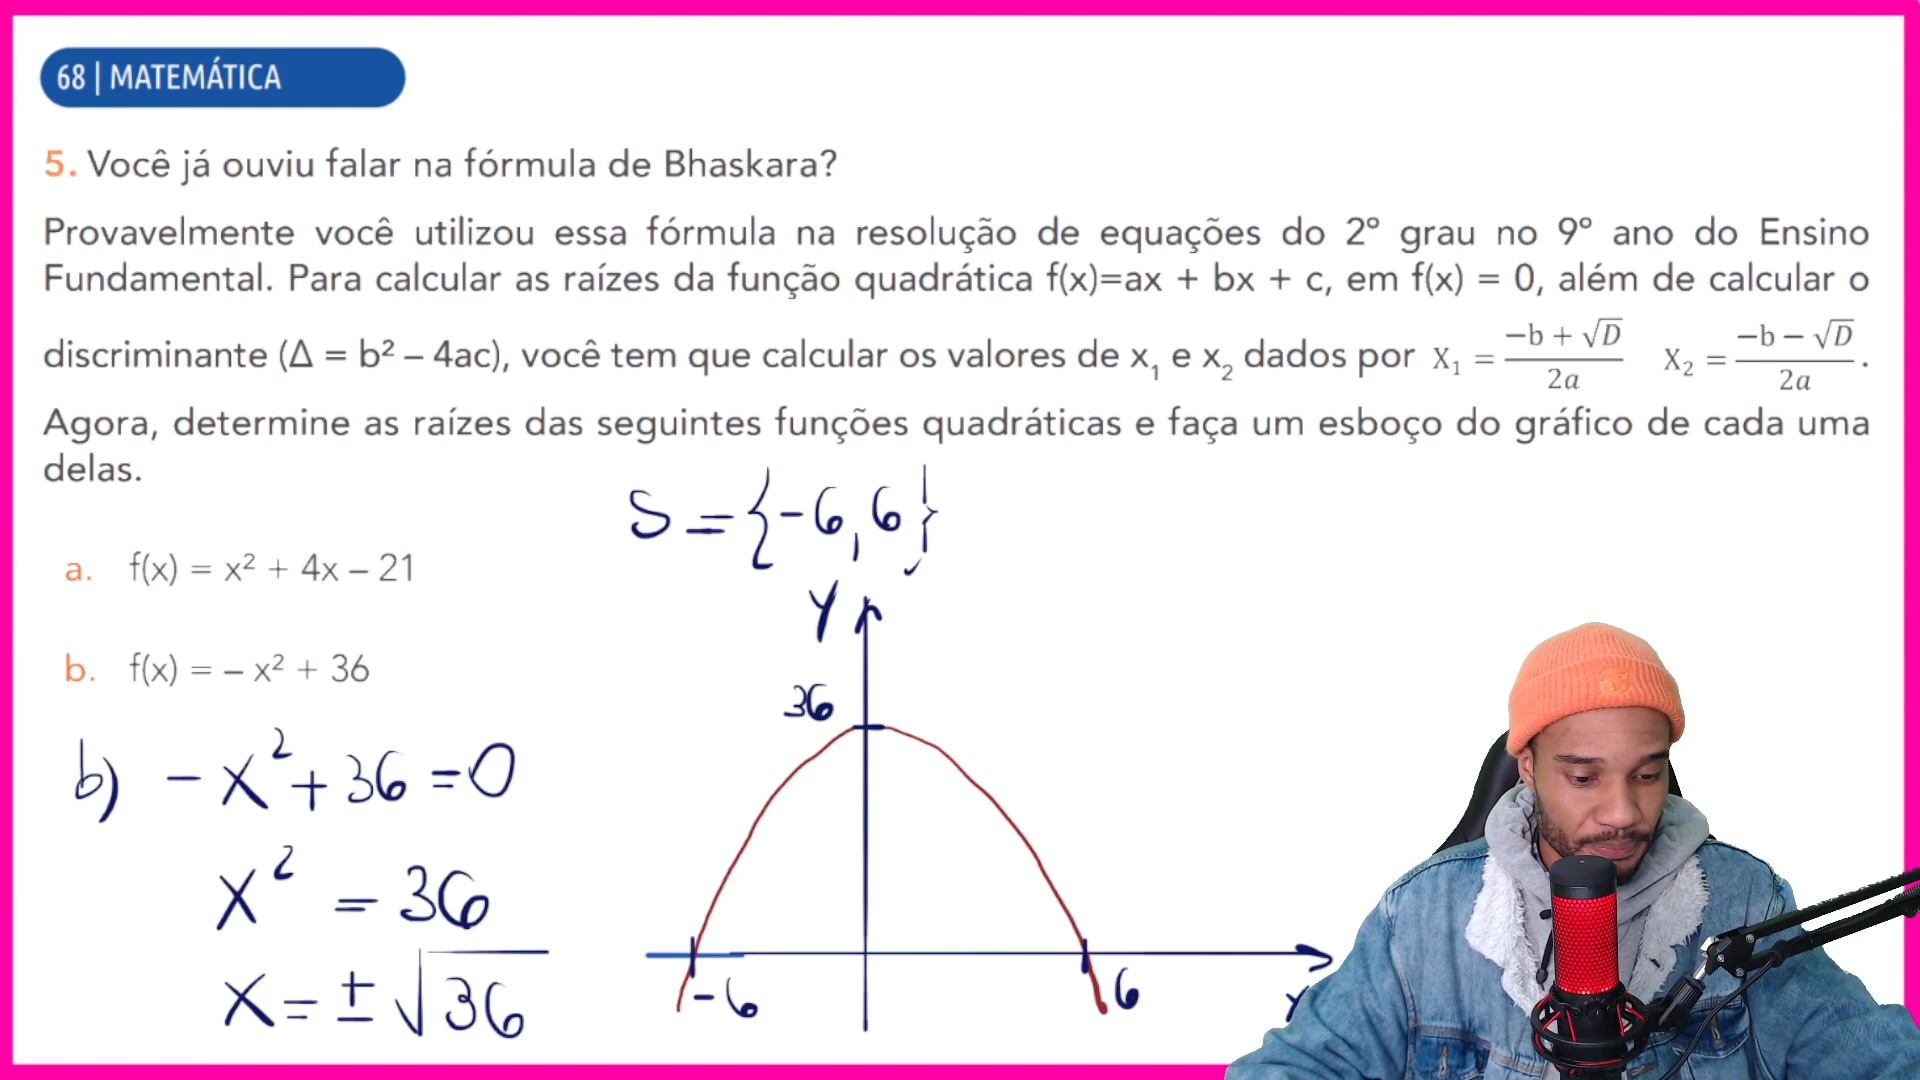 68 | MATEMÁTICA
5. Você já ouviu falar na fórmula de Bhaskara?
Provavelmente você utilizou essa fórmula na resolução de equações do 2º grau no 9º ano do Ensino
Fundamental. Para calcular as raízes da função quadrática f(x)=ax + bx + c, em f(x) = 0, além de calcular o
discriminante (Δ = b² – 4ac), você tem que calcular os valores de x₁ e x₂ dados por X₁ = (−b + √D)/2a X₂ = (−b − √D)/2a .
Agora, determine as raízes das seguintes funções quadráticas e faça um esboço do gráfico de cada uma
delas.
S = {-6, 6}
a. f(x) = x² + 4x – 21
b. f(x) = – x² + 36
b) -x² + 36 = 0
x² = 36
x = ± √36
Y
36
-6
6
X